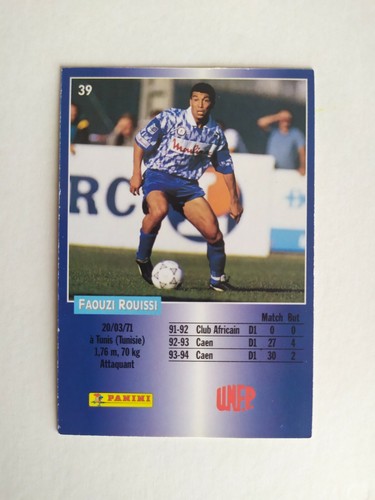 39
RC
Moulinex
FAOUZI ROUISSI
20/03/71
à Tunis (Tunisie)
1,76 m, 70 kg
Attaquant
Match But
91-92 Club Africain D1 0 0
92-93 Caen D1 27 4
93-94 Caen D1 30 2
PANINI
UNFP